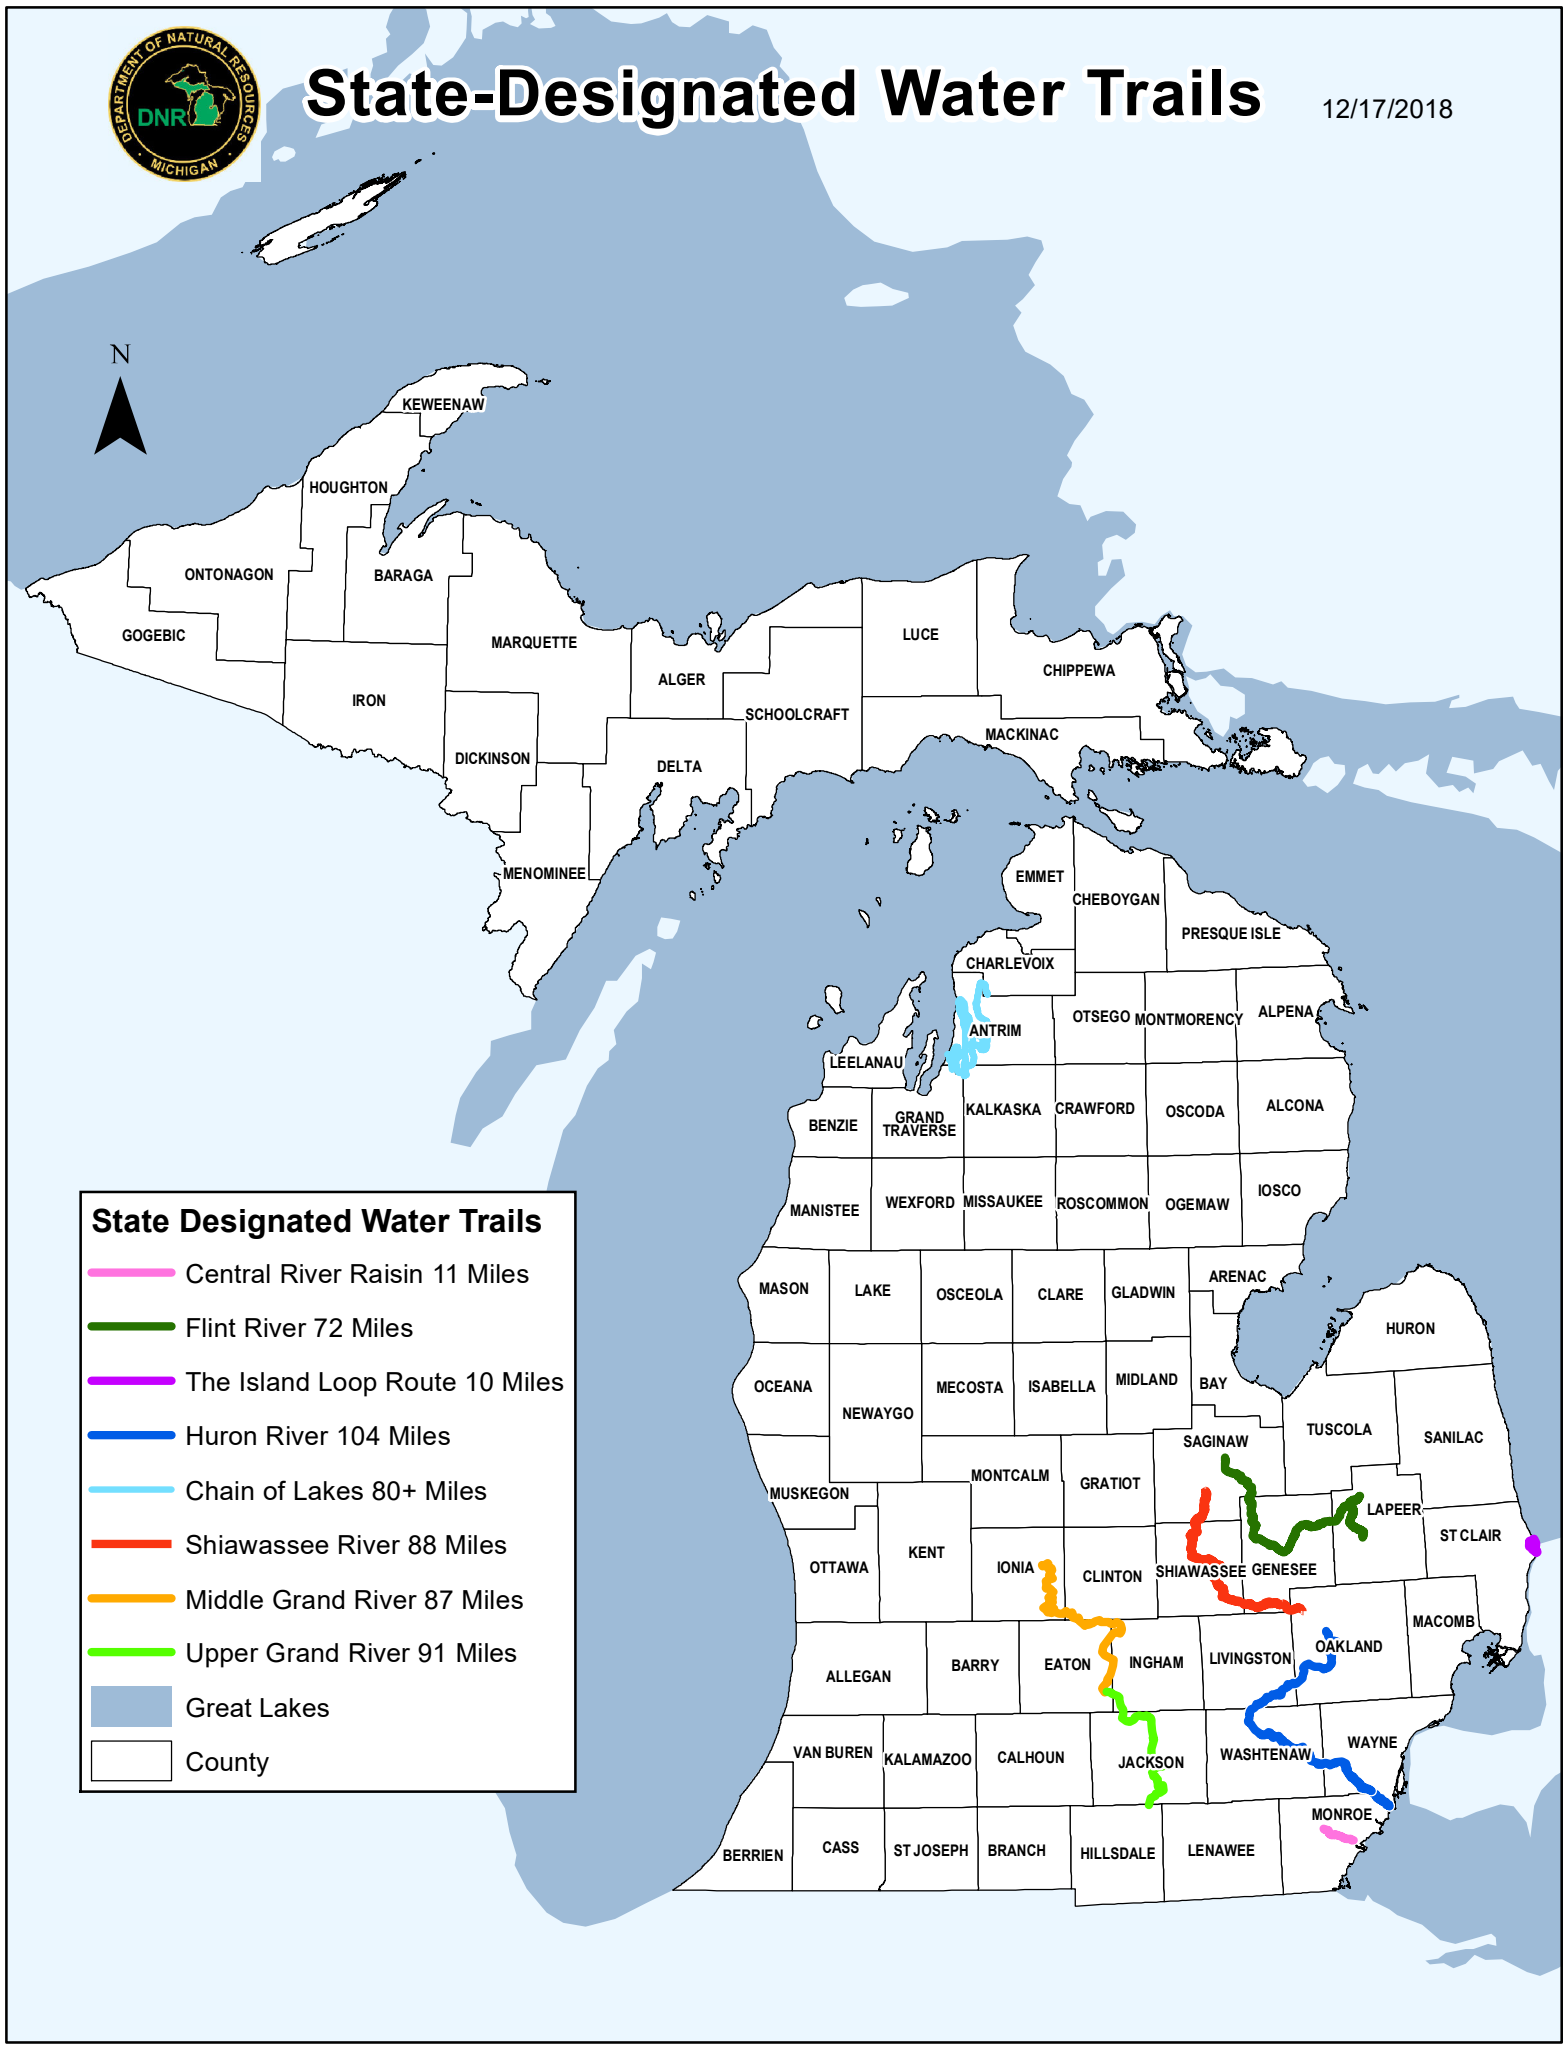 DEPARTMENT OF NATURAL RESOURCES
DNR
MICHIGAN
State-Designated Water Trails
12/17/2018
N
KEWEENAW
HOUGHTON
ONTONAGON
BARAGA
GOGEBIC
MARQUETTE
LUCE
ALGER
CHIPPEWA
IRON
SCHOOLCRAFT
MACKINAC
DICKINSON
DELTA
MENOMINEE
EMMET
CHEBOYGAN
PRESQUE ISLE
CHARLEVOIX
ANTRIM
OTSEGO
MONTMORENCY
ALPENA
LEELANAU
BENZIE
GRAND
TRAVERSE
KALKASKA
CRAWFORD
OSCODA
ALCONA
MANISTEE
WEXFORD
MISSAUKEE
ROSCOMMON
OGEMAW
IOSCO
MASON
LAKE
OSCEOLA
CLARE
GLADWIN
ARENAC
HURON
OCEANA
NEWAYGO
MECOSTA
ISABELLA
MIDLAND
BAY
TUSCOLA
SANILAC
SAGINAW
MUSKEGON
MONTCALM
GRATIOT
LAPEER
ST CLAIR
OTTAWA
KENT
IONIA
CLINTON
SHIAWASSEE
GENESEE
MACOMB
ALLEGAN
BARRY
EATON
INGHAM
LIVINGSTON
OAKLAND
VAN BUREN
KALAMAZOO
CALHOUN
JACKSON
WASHTENAW
WAYNE
MONROE
BERRIEN
CASS
ST JOSEPH
BRANCH
HILLSDALE
LENAWEE
State Designated Water Trails
Central River Raisin 11 Miles
Flint River 72 Miles
The Island Loop Route 10 Miles
Huron River 104 Miles
Chain of Lakes 80+ Miles
Shiawassee River 88 Miles
Middle Grand River 87 Miles
Upper Grand River 91 Miles
Great Lakes
County